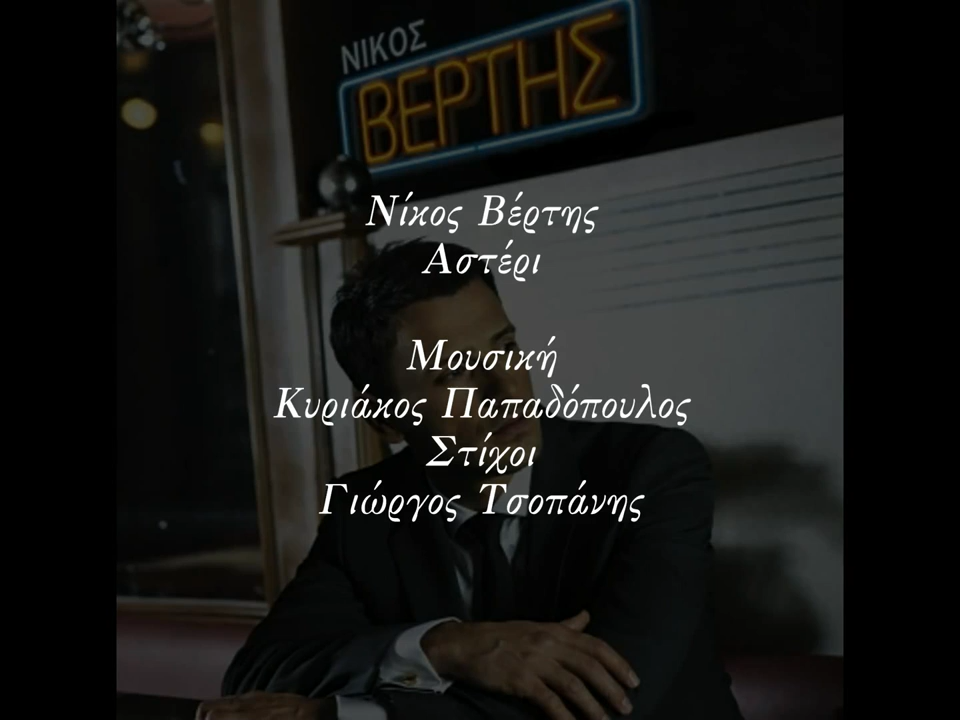 ΝΙΚΟΣ
ΒΕΡΤΗΣ
Νίκος Βέρτης
Αστέρι
Μουσική
Κυριάκος Παπαδόπουλος
Στίχοι
Γιώργος Τσοπάνης